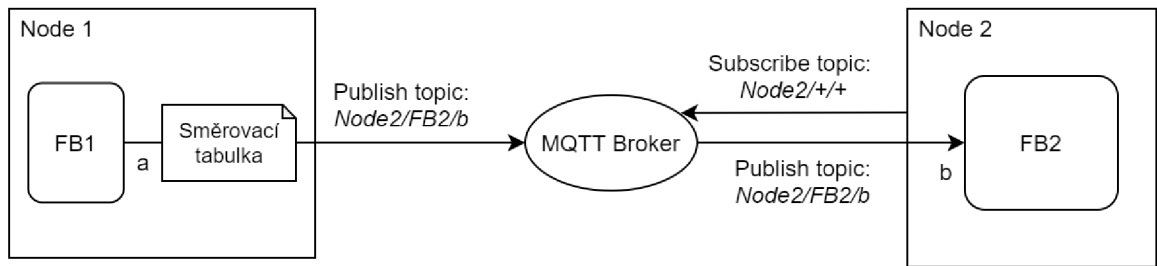 Node 1
FB1
a
Směrovací
tabulka
Publish topic:
Node2/FB2/b
MQTT Broker
Subscribe topic:
Node2/+/+
Publish topic:
Node2/FB2/b
Node 2
b
FB2